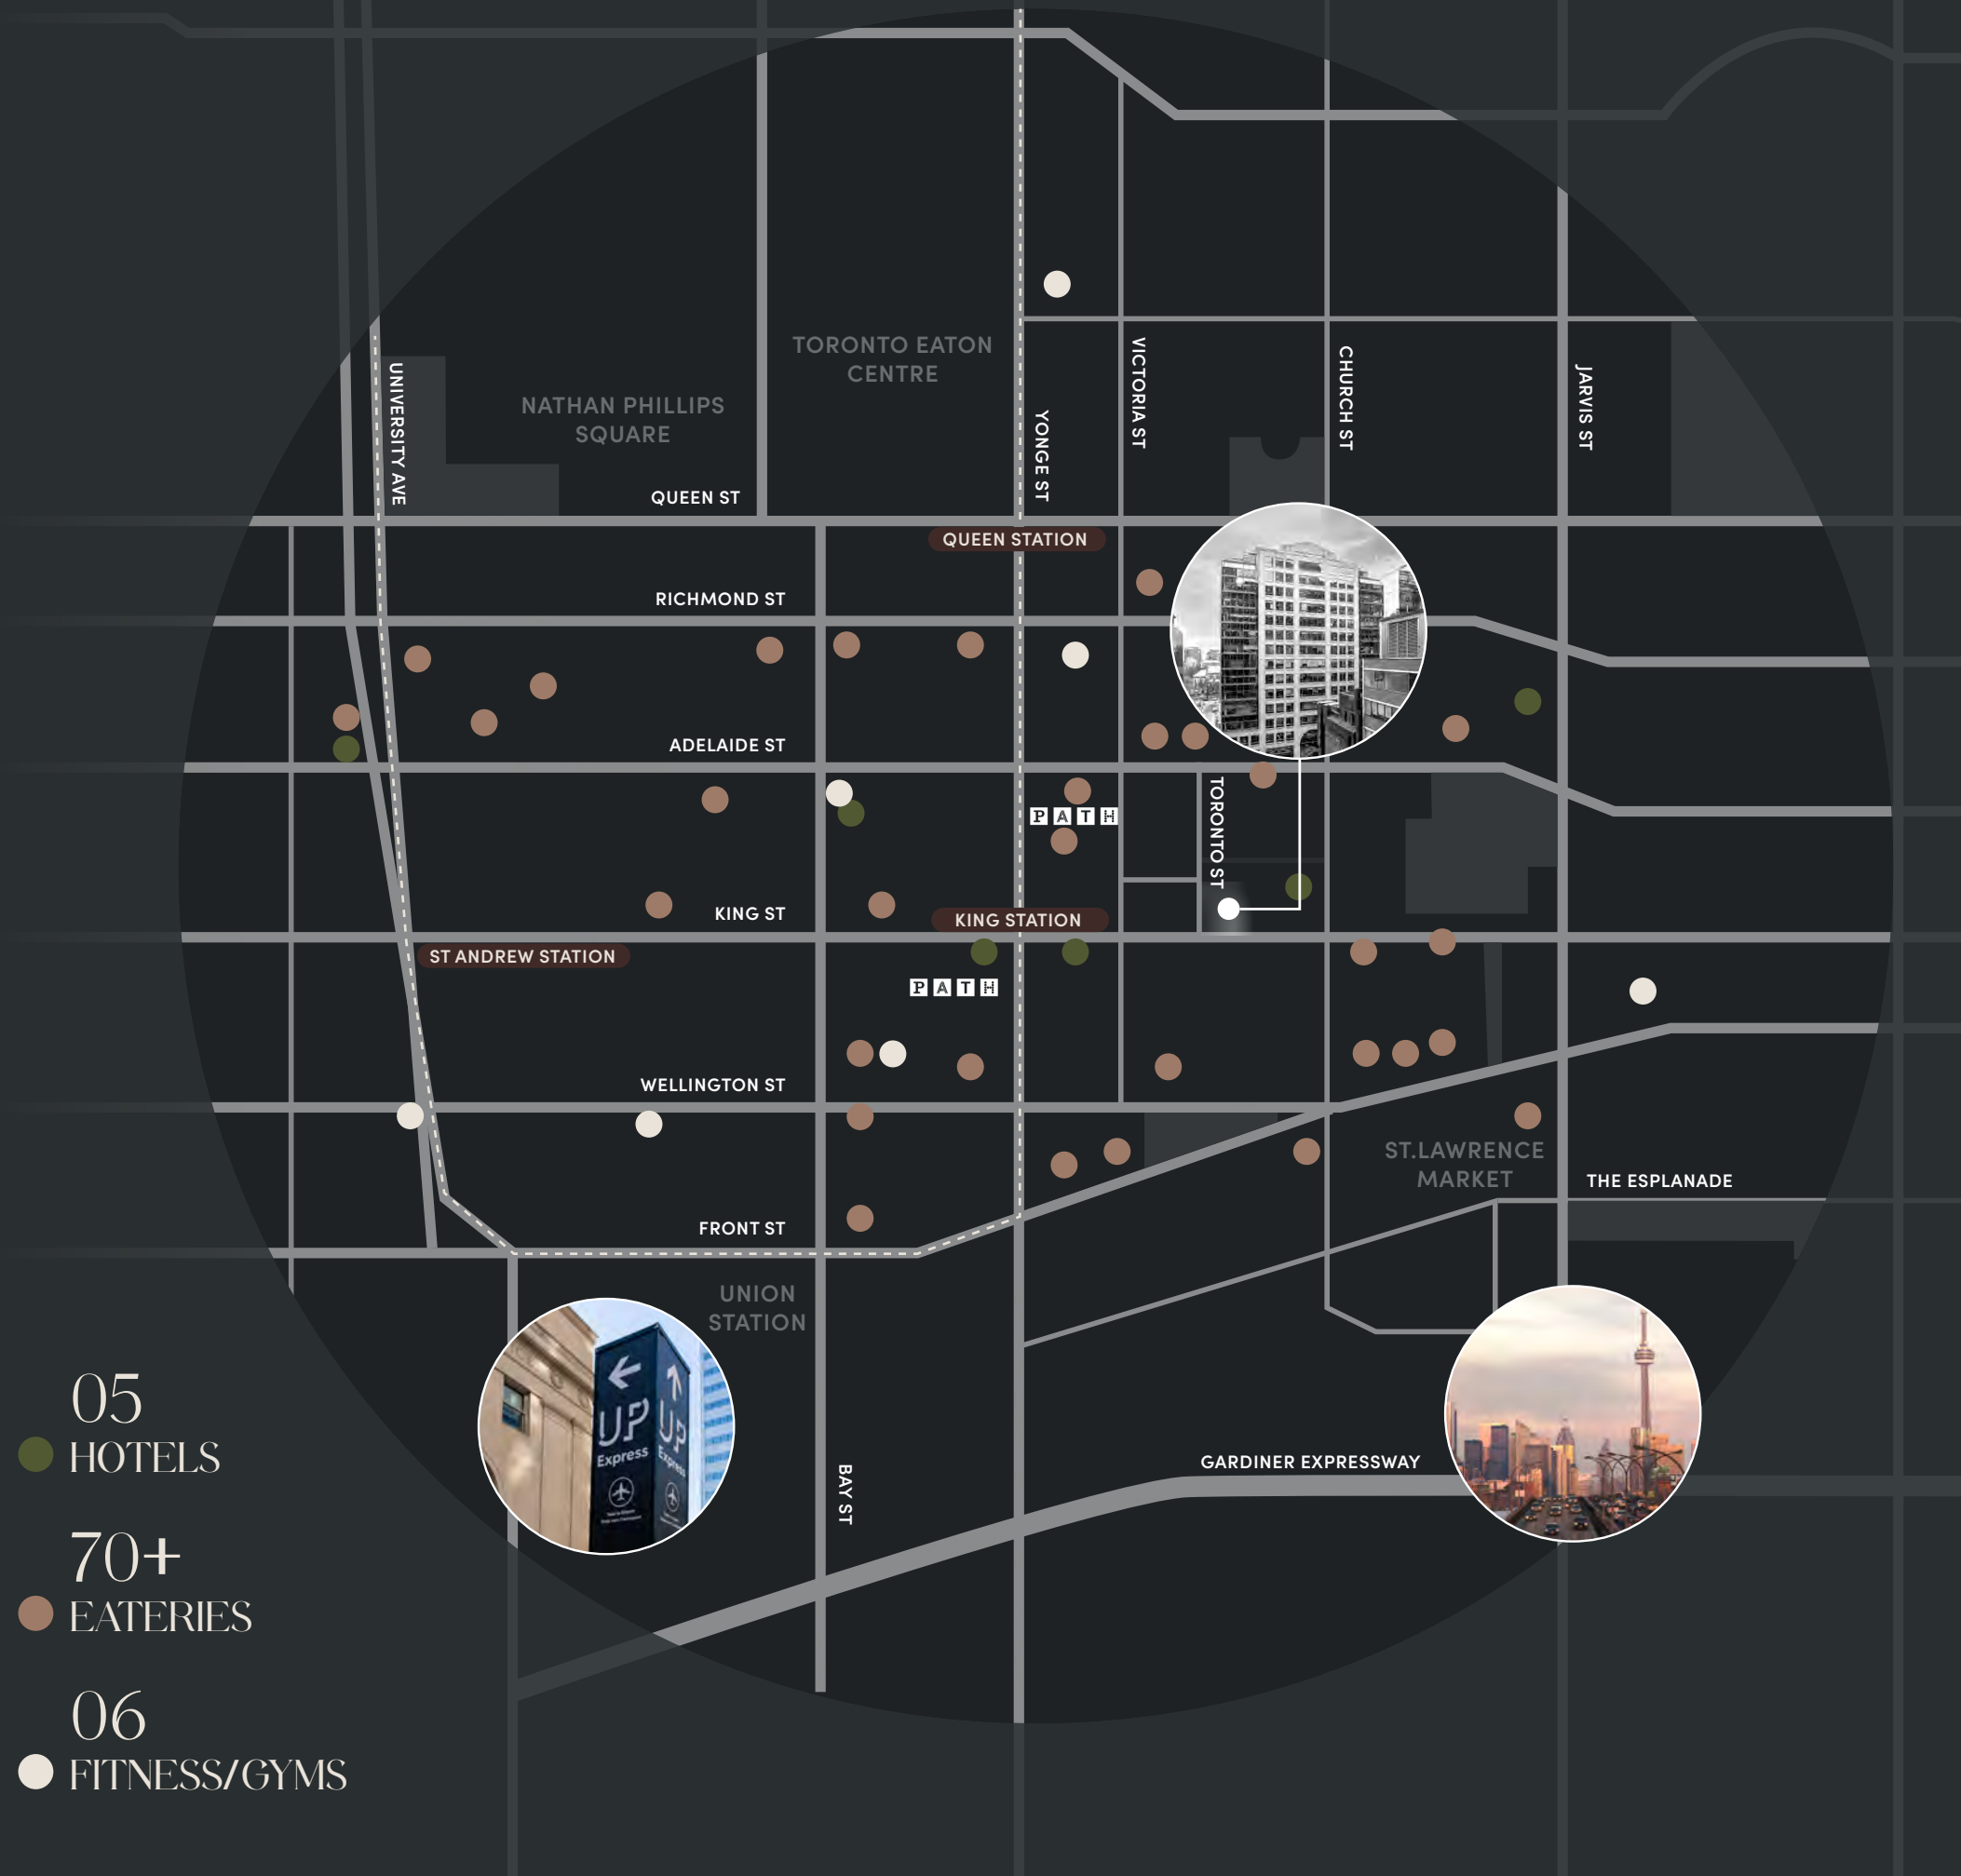 TORONTO EATON
CENTRE
NATHAN PHILLIPS
SQUARE
UNIVERSITY AVE
YONGE ST
VICTORIA ST
CHURCH ST
JARVIS ST
QUEEN ST
QUEEN STATION
RICHMOND ST
ADELAIDE ST
PATH
TORONTO ST
KING ST
KING STATION
ST ANDREW STATION
PATH
WELLINGTON ST
ST.LAWRENCE
MARKET
THE ESPLANADE
FRONT ST
UNION
STATION
UP
Express
UP
Express
BAY ST
GARDINER EXPRESSWAY
05
HOTELS
70+
EATERIES
06
FITNESS/GYMS